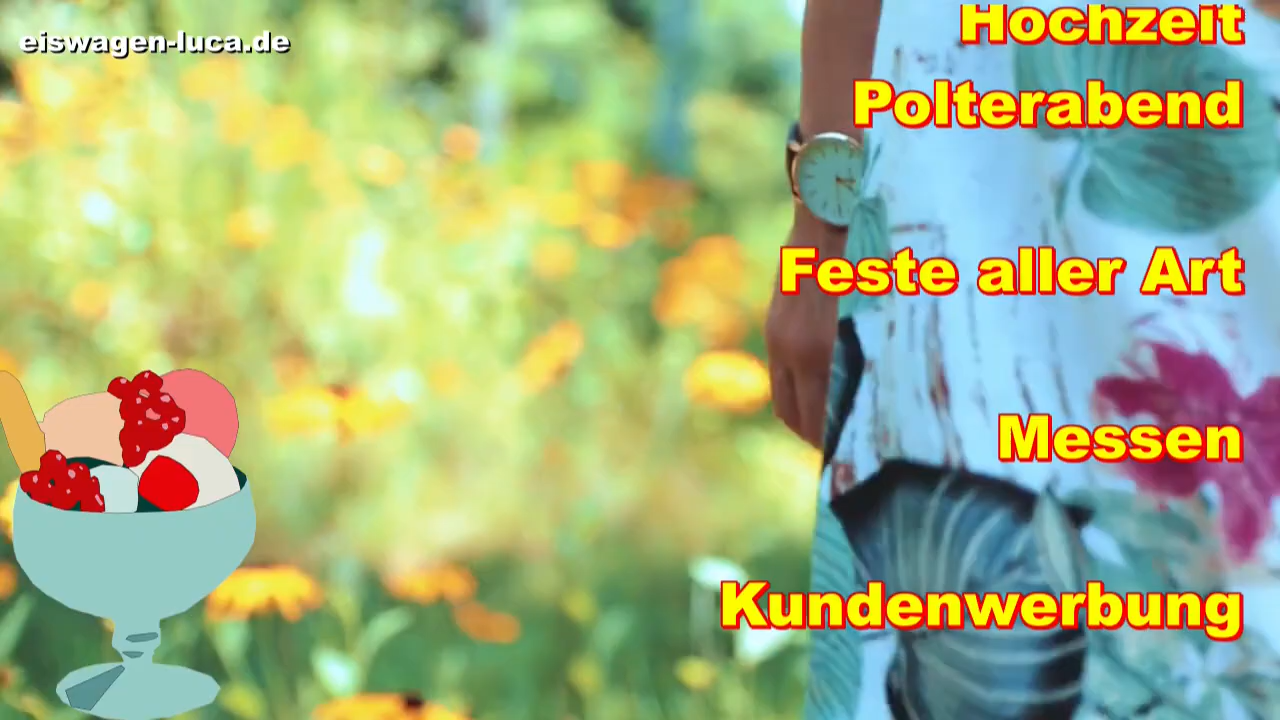 eiswagen-luca.de
Hochzeit
Polterabend
Feste aller Art
Messen
Kundenwerbung